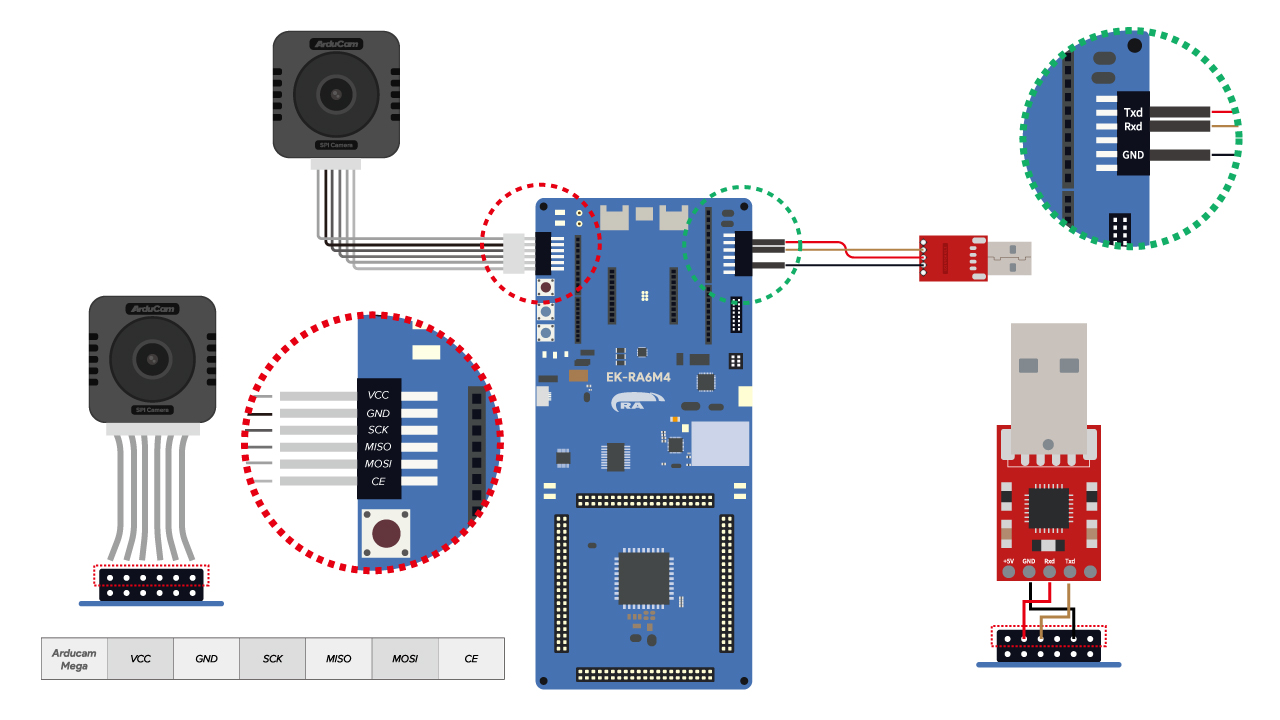 ArduCam
SPI Camera
Txd
Rxd
GND
ArduCam
SPI Camera
VCC
GND
SCK
MISO
MOSI
CE
EK-RA6M4
RA
+5V GND Rxd Txd
Arducam
Mega
VCC
GND
SCK
MISO
MOSI
CE